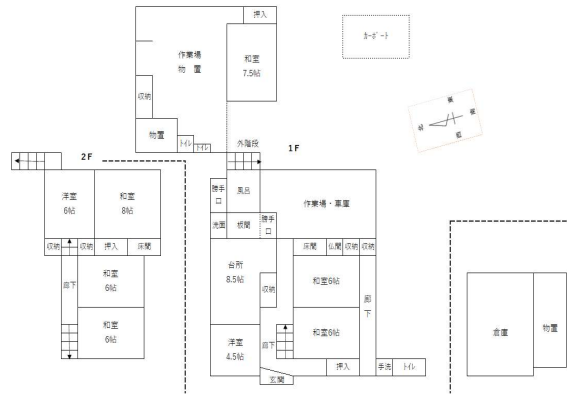 押入
カーポート
作業場
物 置
和室
7.5帖
収納
物置
トイレ
トイレ
外階段
2F
1F
北
東
南
西
洋室
6帖
和室
8帖
勝手
口
風呂
作業場・車庫
洗面
板間
勝手
口
収納
収納
押入
床間
床間
仏間
収納
収納
廊下
和室
6帖
和室
6帖
台所
8.5帖
収納
和室6帖
廊
下
和室6帖
洋室
4.5帖
廊下
玄関
押入
手洗
トイレ
倉庫
物置